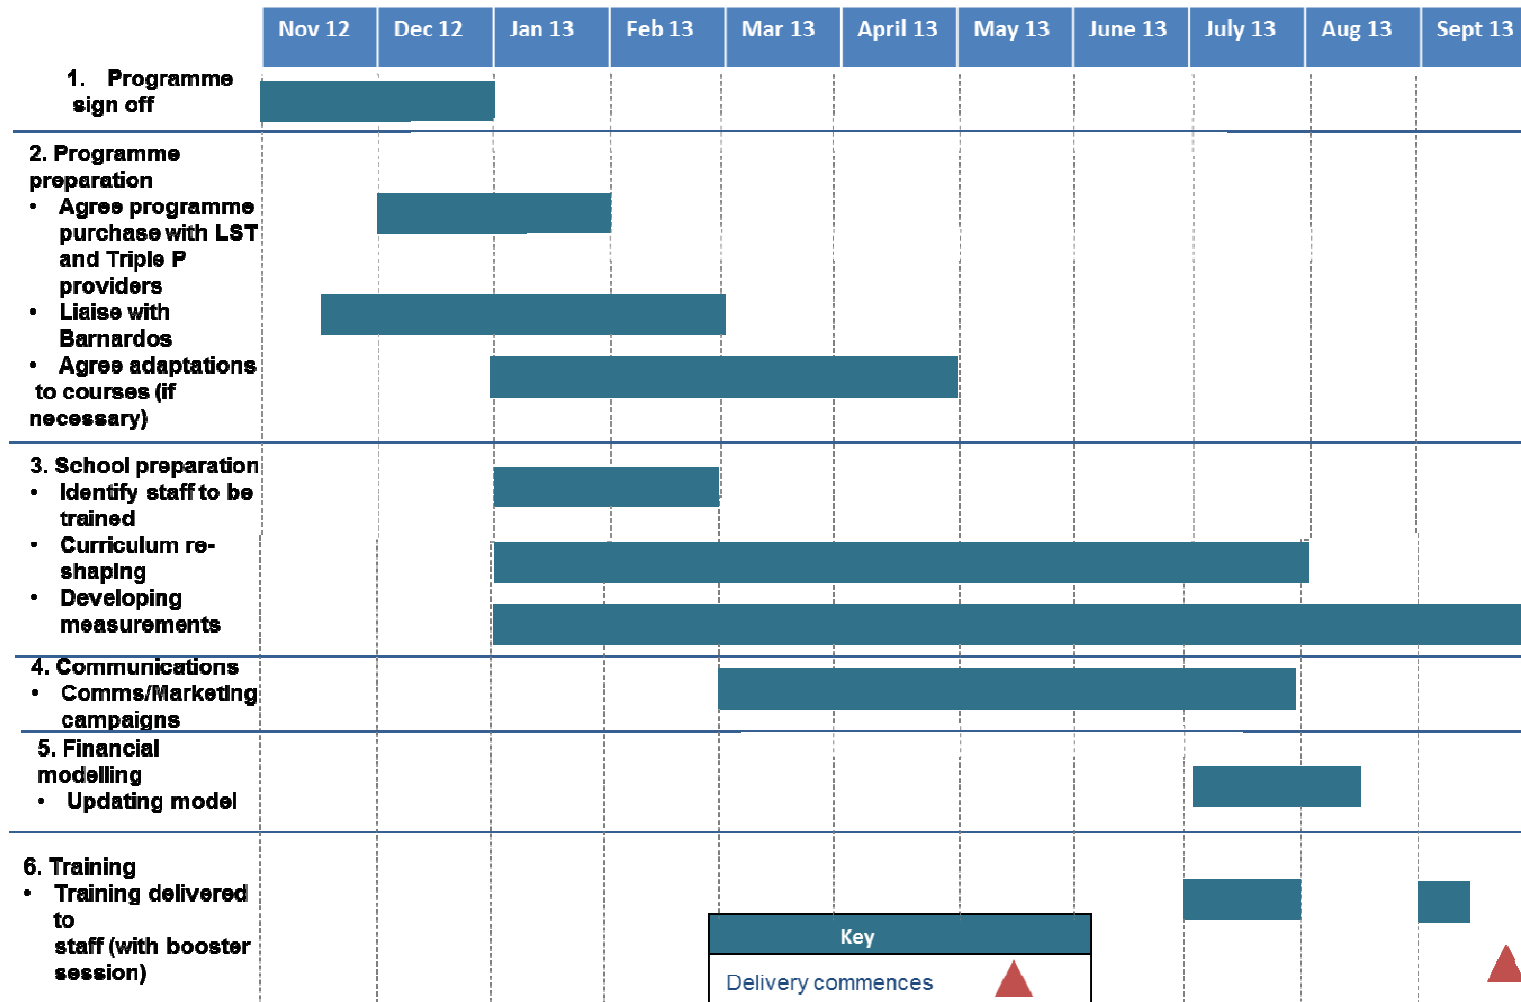 Nov 12 Dec 12 Jan 13 Feb 13 Mar 13 April 13 May 13 June 13 July 13 Aug 13 Sept 13
1. Programme
sign off
2. Programme
preparation
• Agree programme
purchase with LST
and Triple P
providers
• Liaise with
Barnardos
• Agree adaptations
to courses (if
necessary)
3. School preparation
• Identify staff to be
trained
• Curriculum re-
shaping
• Developing
measurements
4. Communications
• Comms/Marketing
campaigns
5. Financial
modelling
• Updating model
6. Training
• Training delivered
to
staff (with booster
session)
Key
Delivery commences